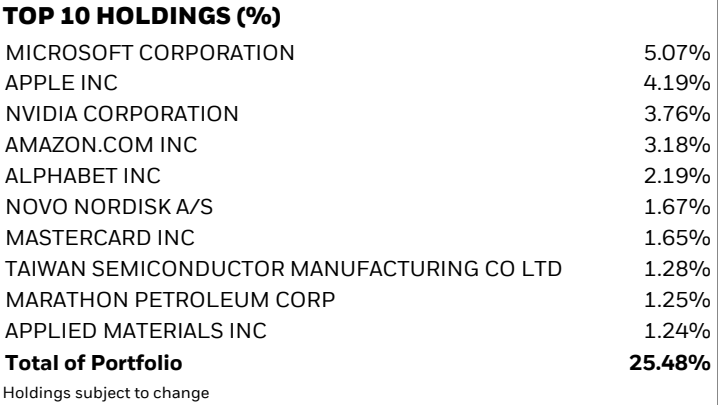 TOP 10 HOLDINGS (%)
MICROSOFT CORPORATION 5.07%
APPLE INC 4.19%
NVIDIA CORPORATION 3.76%
AMAZON.COM INC 3.18%
ALPHABET INC 2.19%
NOVO NORDISK A/S 1.67%
MASTERCARD INC 1.65%
TAIWAN SEMICONDUCTOR MANUFACTURING CO LTD 1.28%
MARATHON PETROLEUM CORP 1.25%
APPLIED MATERIALS INC 1.24%
Total of Portfolio 25.48%
Holdings subject to change